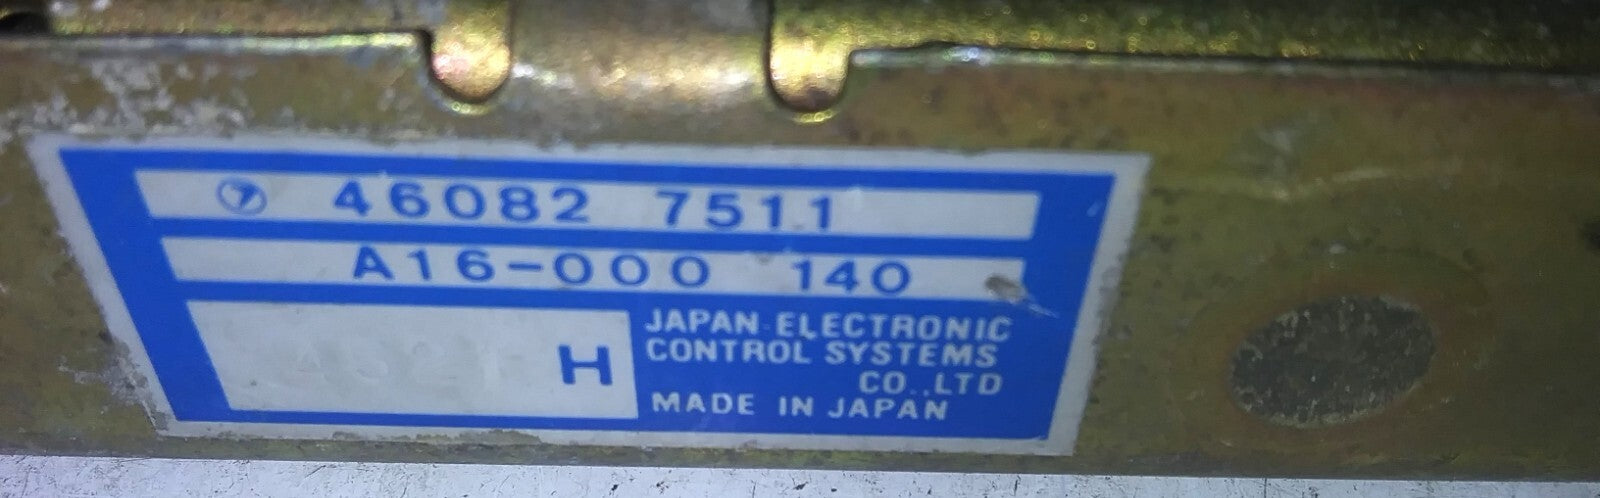 46082 7511
A16-000 140
H
JAPAN ELECTRONIC
CONTROL SYSTEMS
CO.,LTD
MADE IN JAPAN